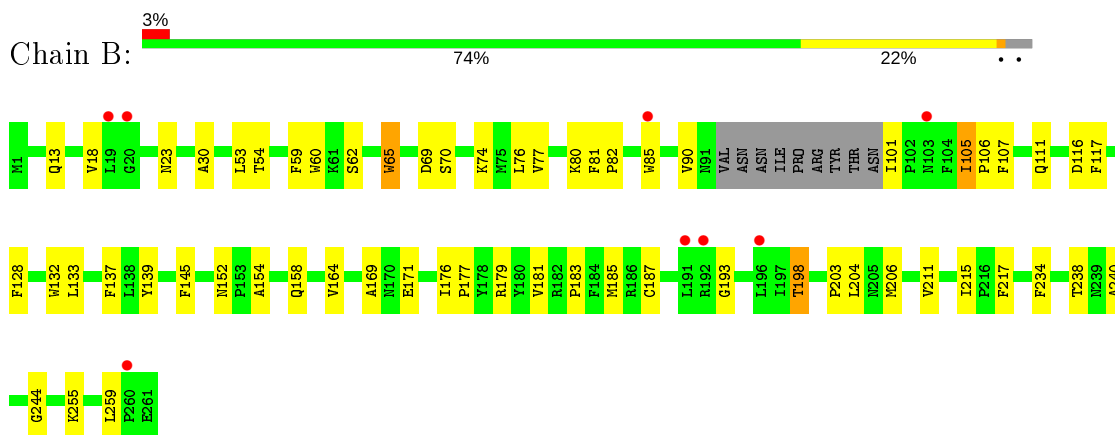 3%
Chain B:
74% 22% • •
M1 Q13 V18 L19 G20 N23 A30 L53 T54 F59 W60 K61 S62 W65 D69 S70 K74 M75 L76 V77 K80 F81 P82 W85 V90 N91 VAL ASN ASN ILE PRO ARG TYR THR ASN I101 P102 N103 F104 I105 P106 F107 Q111 D116 F117
F128 W132 L133 F137 L138 Y139 F145 N152 P153 A154 Q158 V164 A169 N170 E171 I176 P177 Y178 R179 Y180 V181 R182 P183 F184 M185 R186 C187 L191 R192 G193 L196 I197 T198 P203 L204 N205 M206 V211 I215 P216 F217 F234 T238 N239 A240
G244 K255 L259 P260 E261